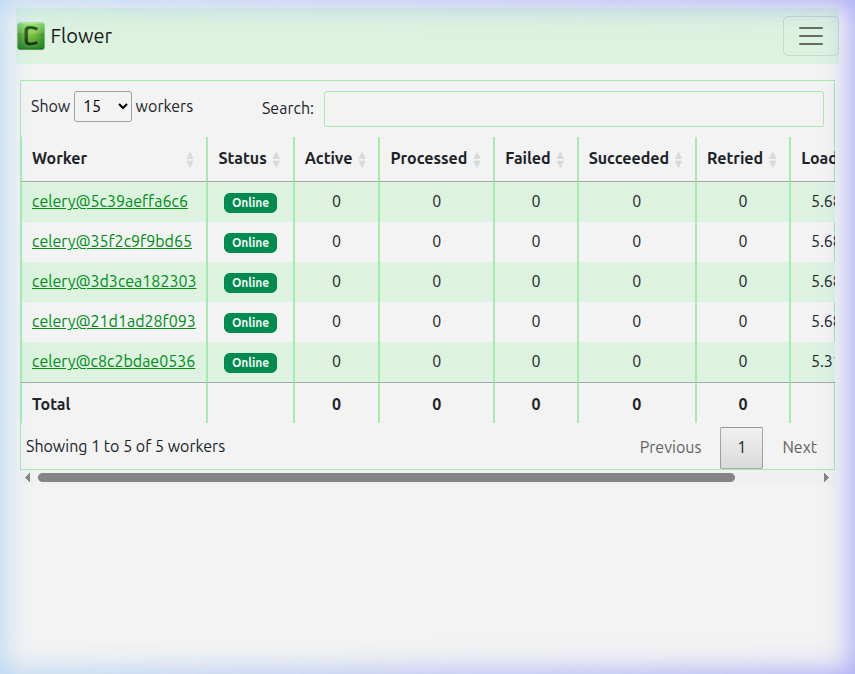 C Flower
Show 15 workers Search:
Worker Status Active Processed Failed Succeeded Retried Load
celery@5c39aeffa6c6 Online 0 0 0 0 0
celery@35f2c9f9bd65 Online 0 0 0 0 0
celery@3d3cea182303 Online 0 0 0 0 0
celery@21d1ad28f093 Online 0 0 0 0 0
celery@c8c2bdae0536 Online 0 0 0 0 0
Total 0 0 0 0 0
Showing 1 to 5 of 5 workers Previous 1 Next